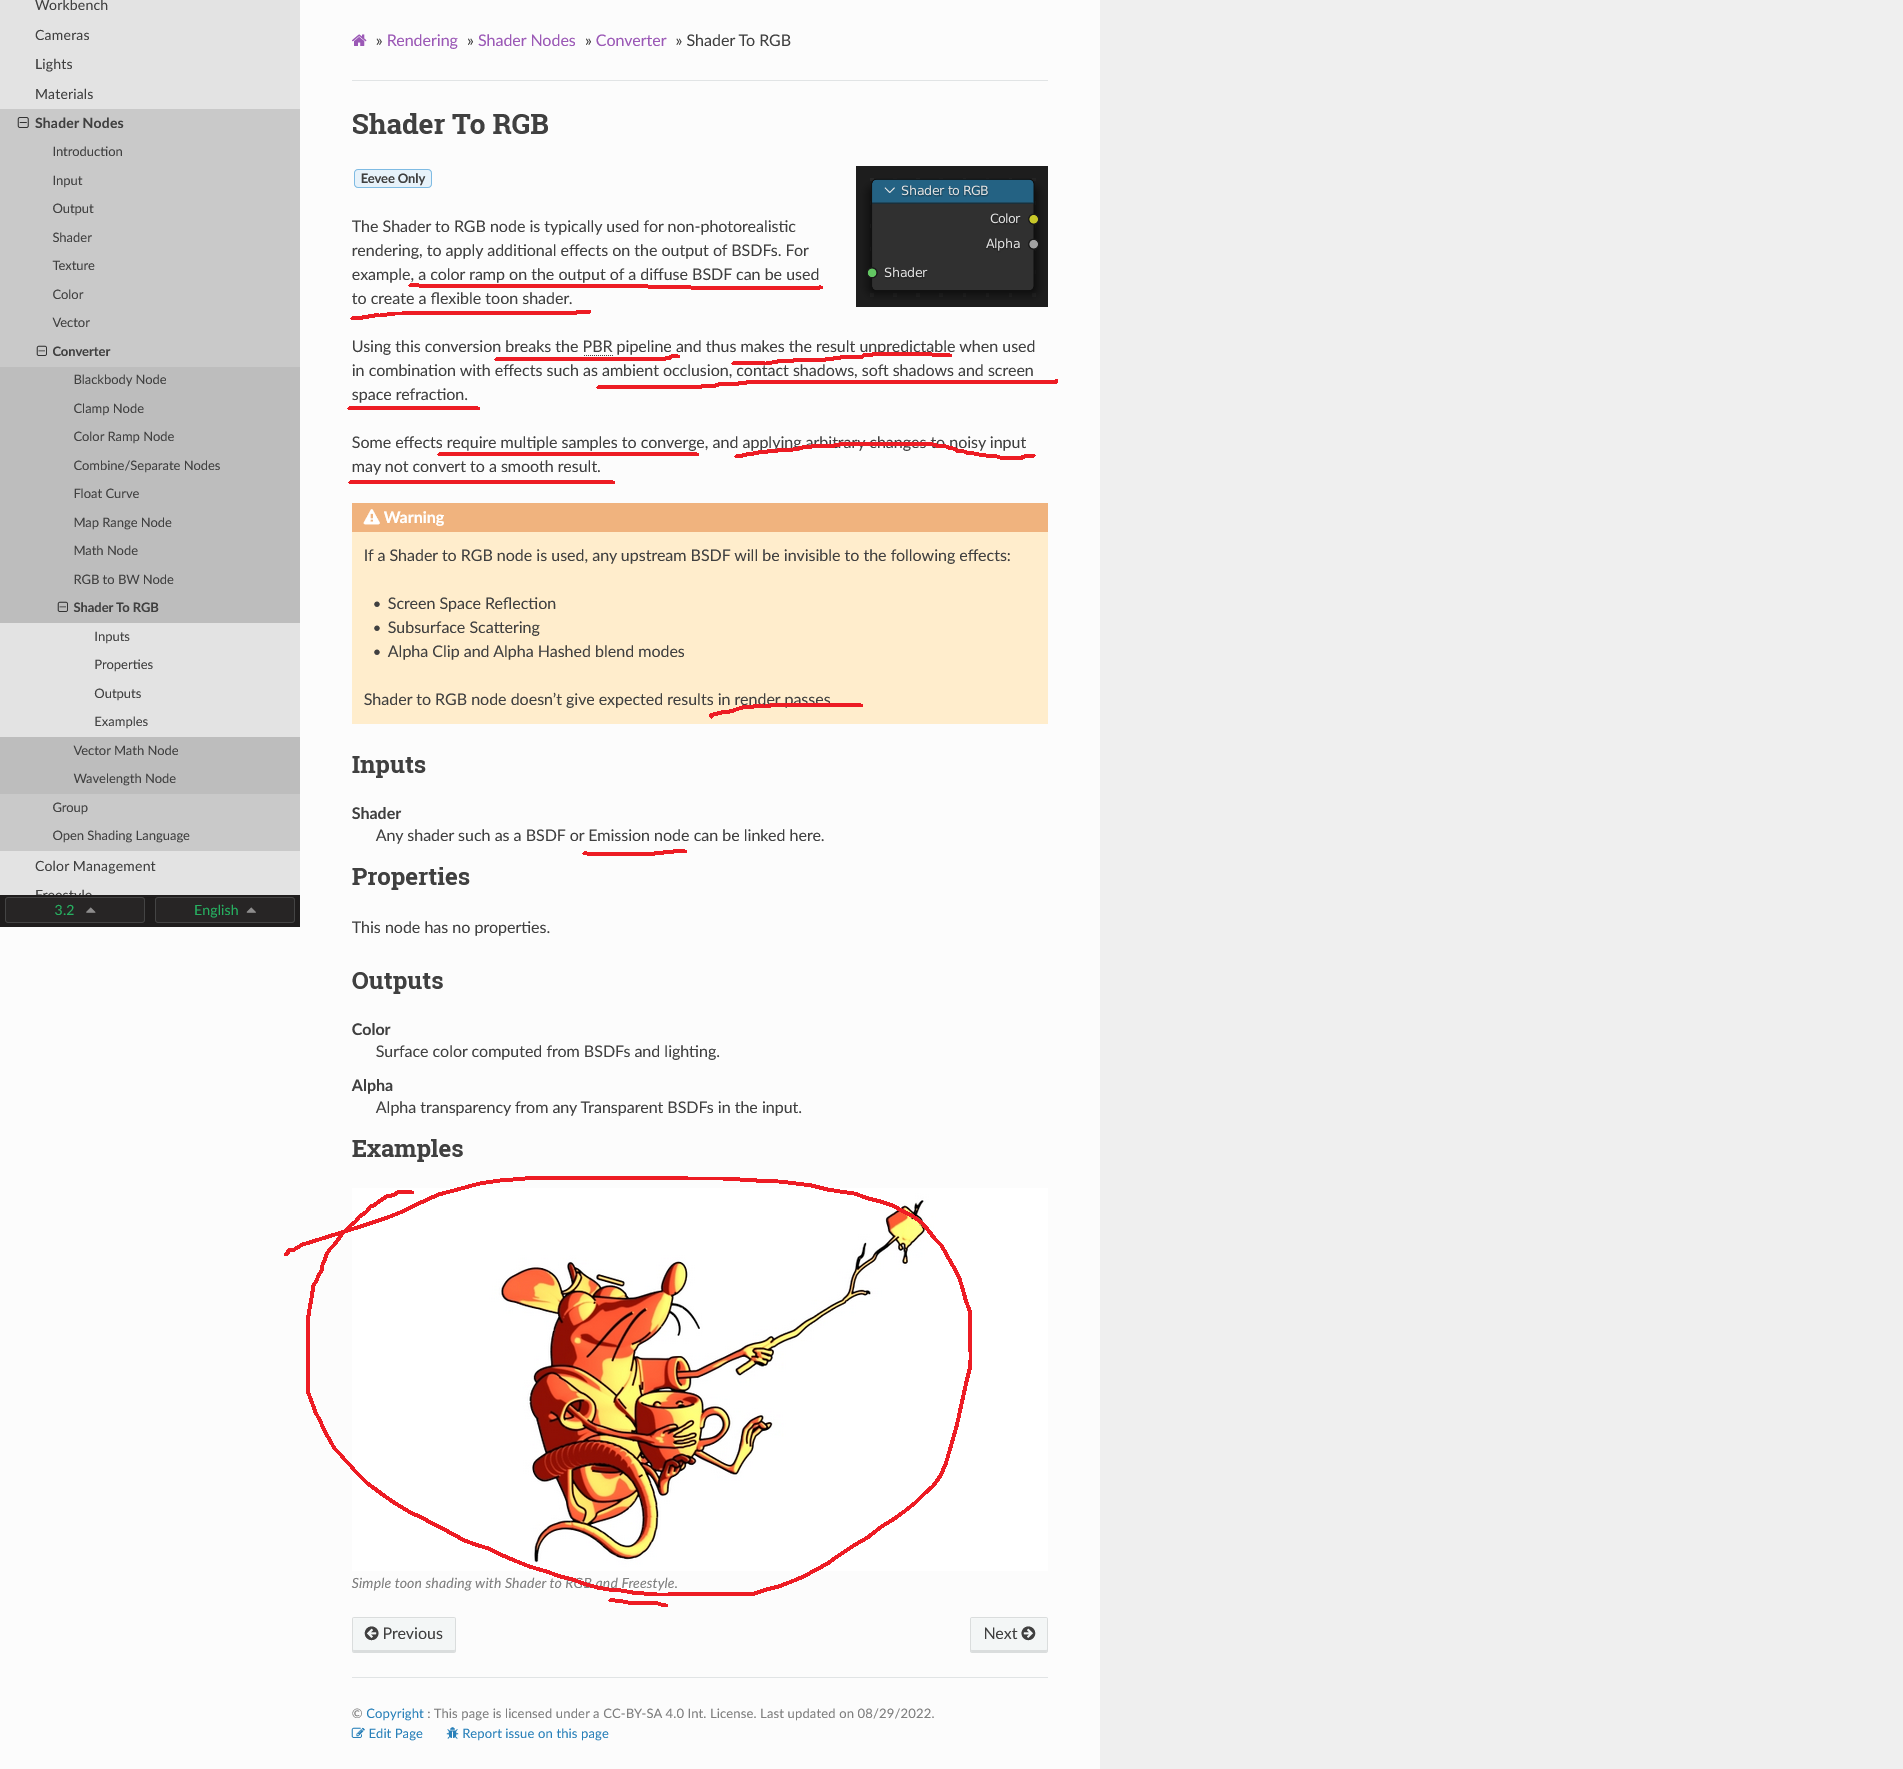 Workbench
Cameras
Lights
Materials
Shader Nodes
Introduction
Input
Output
Shader
Texture
Color
Vector
Converter
Blackbody Node
Clamp Node
Color Ramp Node
Combine/Separate Nodes
Float Curve
Map Range Node
Math Node
RGB to BW Node
Shader To RGB
Inputs
Properties
Outputs
Examples
Vector Math Node
Wavelength Node
Group
Open Shading Language
Color Management
Freestyle
3.2
English
» Rendering » Shader Nodes » Converter » Shader To RGB
Shader To RGB
Eevee Only
Shader to RGB
Color
Alpha
Shader
The Shader to RGB node is typically used for non-photorealistic
rendering, to apply additional effects on the output of BSDFs. For
example, a color ramp on the output of a diffuse BSDF can be used
to create a flexible toon shader.
Using this conversion breaks the PBR pipeline and thus makes the result unpredictable when used
in combination with effects such as ambient occlusion, contact shadows, soft shadows and screen
space refraction.
Some effects require multiple samples to converge, and applying arbitrary changes to noisy input
may not convert to a smooth result.
Warning
If a Shader to RGB node is used, any upstream BSDF will be invisible to the following effects:
• Screen Space Reflection
• Subsurface Scattering
• Alpha Clip and Alpha Hashed blend modes
Shader to RGB node doesn't give expected results in render passes.
Inputs
Shader
Any shader such as a BSDF or Emission node can be linked here.
Properties
This node has no properties.
Outputs
Color
Surface color computed from BSDFs and lighting.
Alpha
Alpha transparency from any Transparent BSDFs in the input.
Examples
Simple toon shading with Shader to RGB and Freestyle.
Previous
Next
© Copyright : This page is licensed under a CC-BY-SA 4.0 Int. License. Last updated on 08/29/2022.
Edit Page Report issue on this page